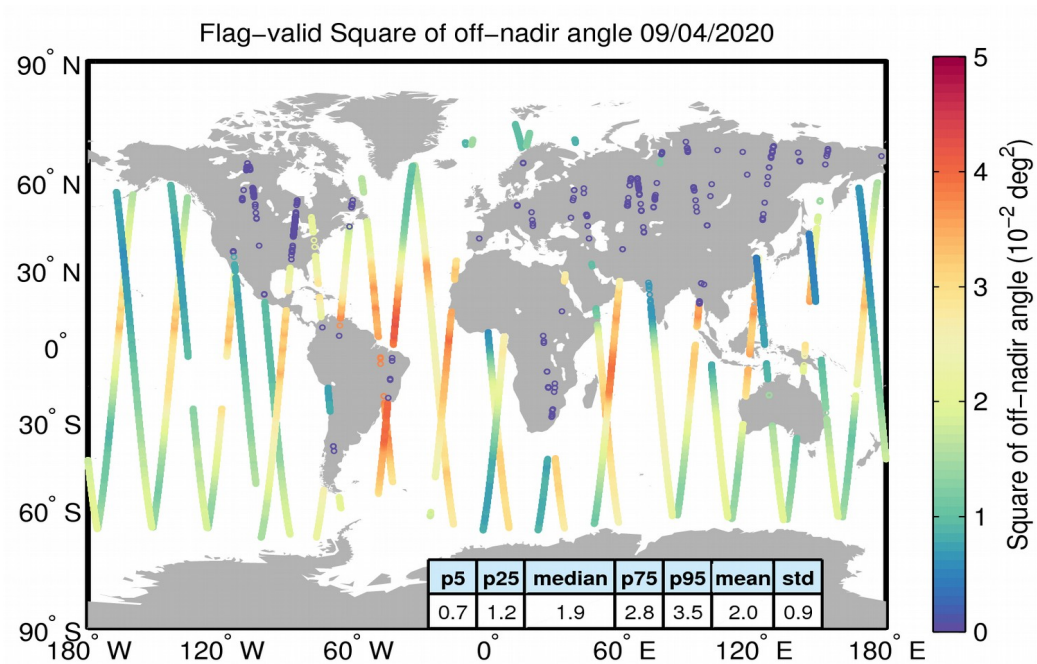 Flag-valid Square of off-nadir angle 09/04/2020
90° N
60° N
30° N
0°
30° S
60° S
90° S
180° W
120° W
60° W
0°
60° E
120° E
180° E
p5 p25 median p75 p95 mean std
0.7 1.2 1.9 2.8 3.5 2.0 0.9
5
4
3
2
1
0
Square of off-nadir angle (10⁻² deg²)